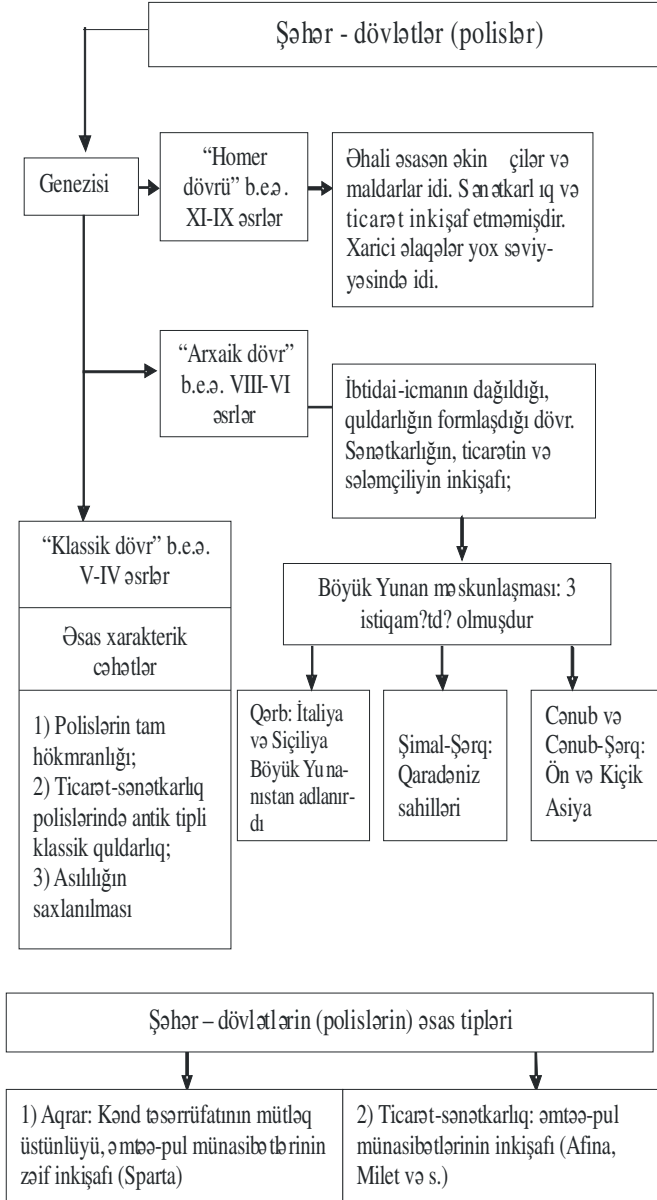 Şəhər - dövlətlər (polislər)
Genezisi
“Homer
dövrü” b.e.ə.
XI-IX əsrlər
Əhali əsasən əkin çilər və
maldarlar idi. Sənətkarl ıq və
ticarət inkişaf etməmişdir.
Xarici əlaqələr yox səviy-
yəsində idi.
“Arxaik dövr”
b.e.ə. VIII-VI
əsrlər
İbtidai-icmanın dağıldığı,
quldarlığın formlaşdığı dövr.
Sənətkarlığın, ticarətin və
sələmçiliyin inkişafı;
“Klassik dövr” b.e.ə.
V-IV əsrlər
Əsas xarakterik
cəhətlər
1) Polislərin tam
hökmranlığı;
2) Ticarət-sənətkarlıq
polislərində antik tipli
klassik quldarlıq;
3) Asılılığın
saxlanılması
Böyük Yunan məskunlaşması: 3
istiqam?td? olmuşdur
Qərb: İtaliya
və Siçiliya
Böyük Yuna-
nıstan adlanır-
dı
Şimal-Şərq:
Qaradəniz
sahilləri
Cənub və
Cənub-Şərq:
Ön və Kiçik
Asiya
Şəhər – dövlətlərin (polislərin) əsas tipləri
1) Aqrar: Kənd təsərrüfatının mütləq
üstünlüyü, əmtəə-pul münasibətlərinin
zəif inkişafı (Sparta)
2) Ticarət-sənətkarlıq: əmtəə-pul
münasibətlərinin inkişafı (Afina,
Milet və s.)